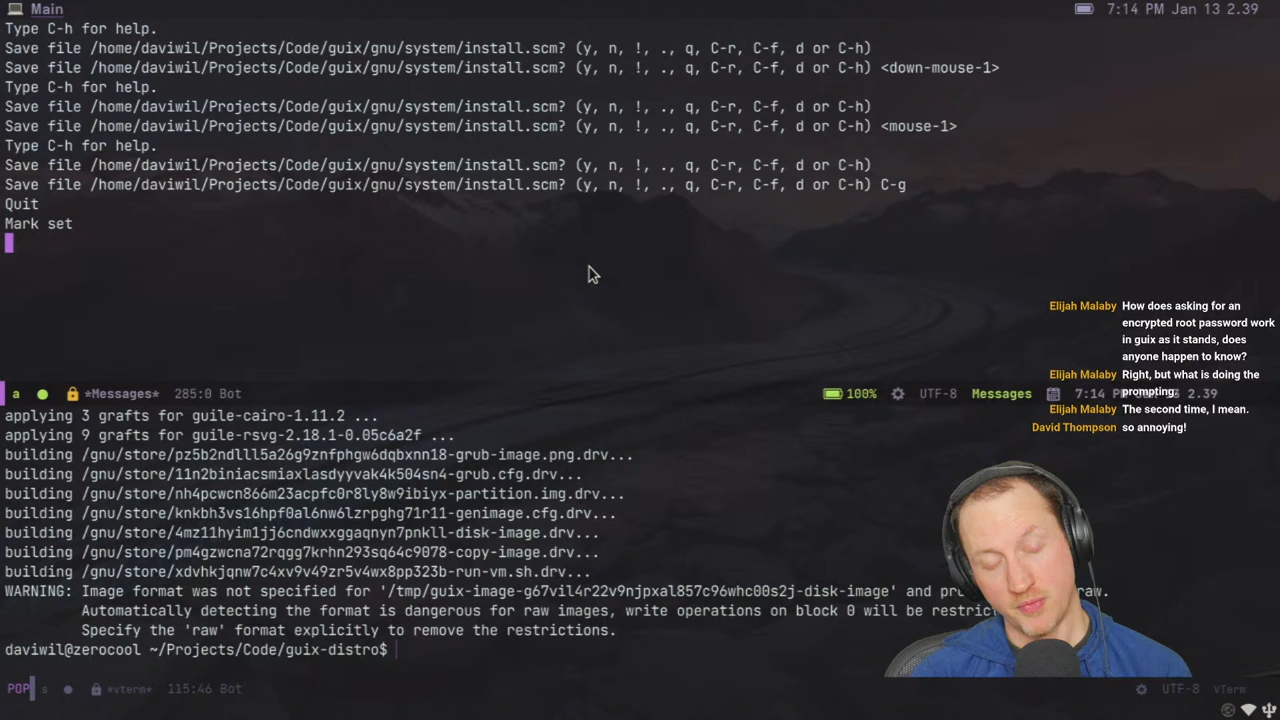 Main
7:14 PM Jan 13 2.39
Type C-h for help.
Save file /home/daviwil/Projects/Code/guix/gnu/system/install.scm? (y, n, !, ., q, C-r, C-f, d or C-h)
Save file /home/daviwil/Projects/Code/guix/gnu/system/install.scm? (y, n, !, ., q, C-r, C-f, d or C-h) <down-mouse-1>
Type C-h for help.
Save file /home/daviwil/Projects/Code/guix/gnu/system/install.scm? (y, n, !, ., q, C-r, C-f, d or C-h)
Save file /home/daviwil/Projects/Code/guix/gnu/system/install.scm? (y, n, !, ., q, C-r, C-f, d or C-h) <mouse-1>
Type C-h for help.
Save file /home/daviwil/Projects/Code/guix/gnu/system/install.scm? (y, n, !, ., q, C-r, C-f, d or C-h)
Save file /home/daviwil/Projects/Code/guix/gnu/system/install.scm? (y, n, !, ., q, C-r, C-f, d or C-h) C-g
Quit
Mark set
Elijah Malaby How does asking for an
encrypted root password work
in guix as it stands, does
anyone happen to know?
Elijah Malaby Right, but what is doing the
prompting.
Elijah Malaby The second time, I mean.
David Thompson so annoying!
a *Messages* 285:0 Bot 100% UTF-8 Messages 7:14 2.39
applying 3 grafts for guile-cairo-1.11.2 ...
applying 9 grafts for guile-rsvg-2.18.1-0.05c6a2f ...
building /gnu/store/pz5b2ndlll5a26g9znfphgw6dqbxnn18-grub-image.png.drv...
building /gnu/store/11n2biniacsmiaxlasdyyvak4k504sn4-grub.cfg.drv...
building /gnu/store/nh4pcwcn866m23acpfc0r8ly8w9ibiyx-partition.img.drv...
building /gnu/store/knkbh3vs16hpf0al6nw6lzrpghg71r11-genimage.cfg.drv...
building /gnu/store/4mz11hyim1jj6cndwxxggaqnyn7pnkll-disk-image.drv...
building /gnu/store/pm4gzwcna72rqgg7krhn293sq64c9078-copy-image.drv...
building /gnu/store/xdvhkjqnw7c4xv9v49zr5v4wx8pp323b-run-vm.sh.drv...
WARNING: Image format was not specified for '/tmp/guix-image-g67vil4r22v9njpxal857c96whc00s2j-disk-image' and pro raw.
Automatically detecting the format is dangerous for raw images, write operations on block 0 will be restric
Specify the 'raw' format explicitly to remove the restrictions.
daviwil@zerocool ~/Projects/Code/guix-distro$
POP s *vterm* 115:46 Bot UTF-8 VTerm